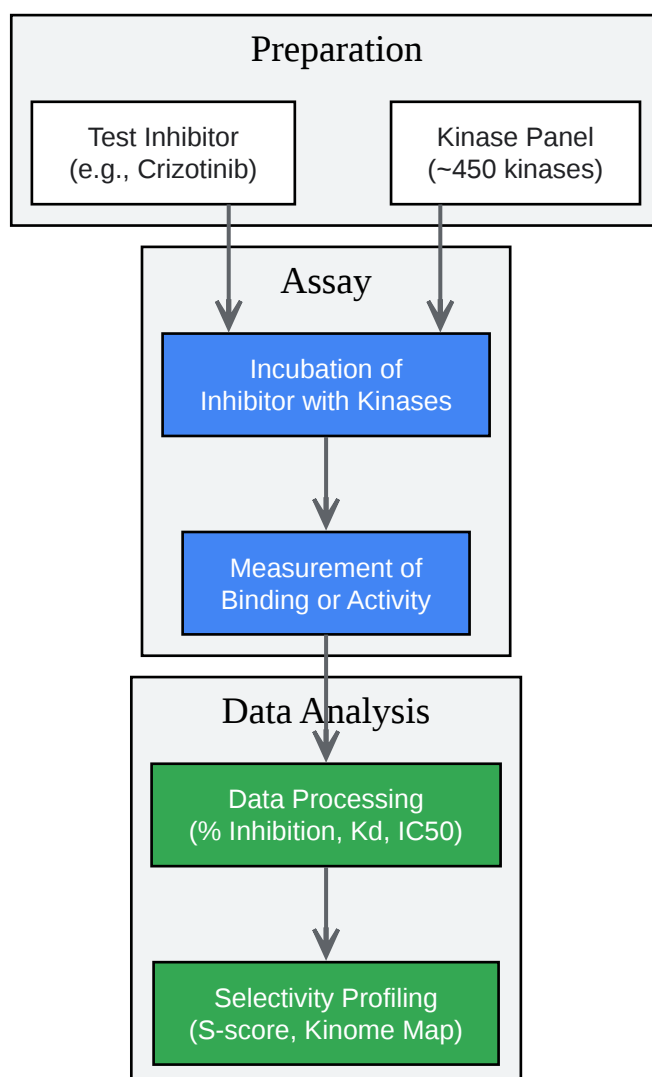 Preparation
Test Inhibitor
(e.g., Crizotinib)
Kinase Panel
(~450 kinases)
Assay
Incubation of
Inhibitor with Kinases
Measurement of
Binding or Activity
Data Analysis
Data Processing
(% Inhibition, Kd, IC50)
Selectivity Profiling
(S-score, Kinome Map)